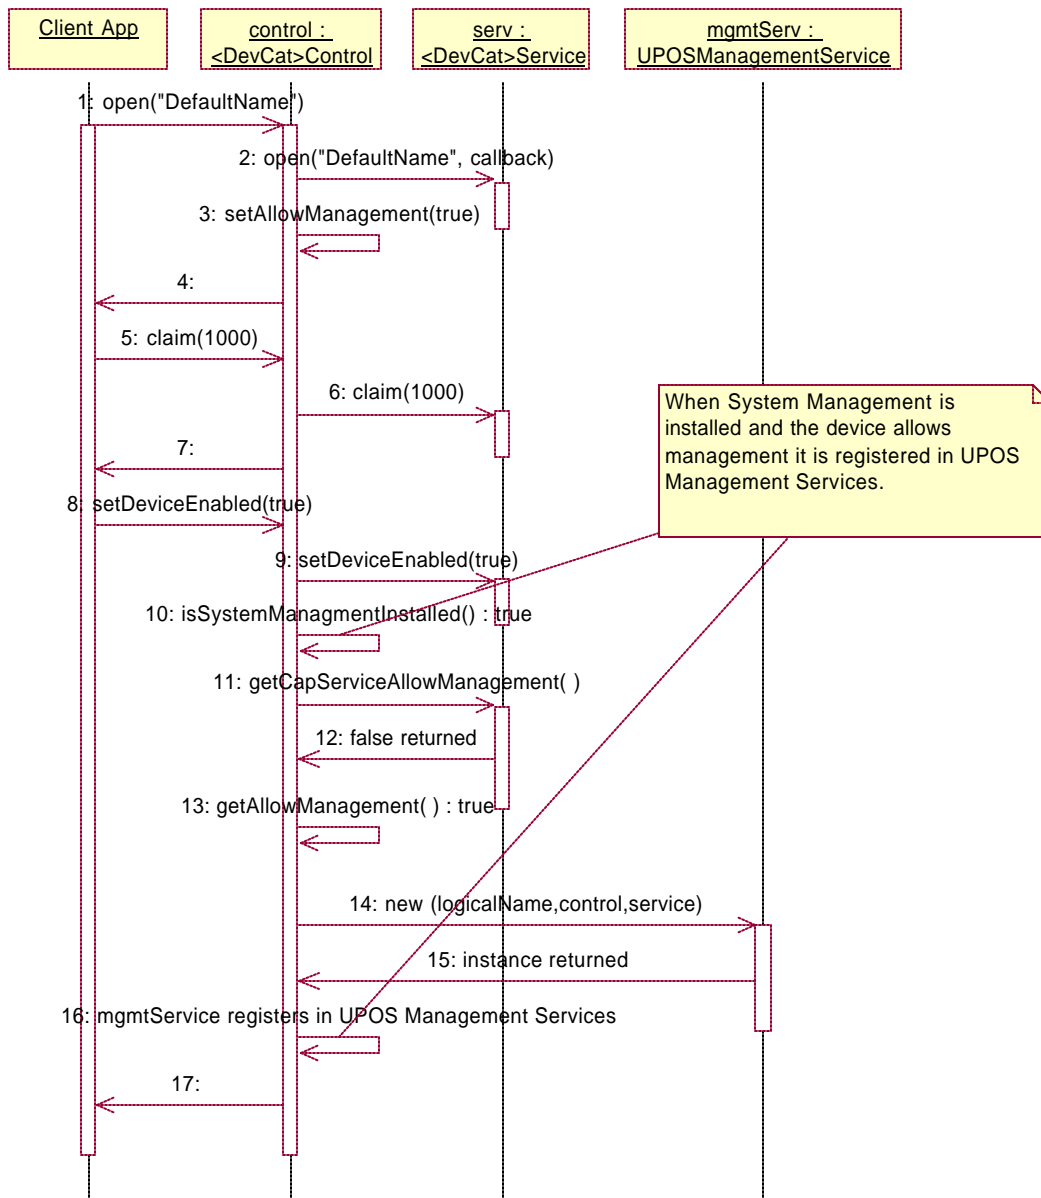 Client App
control :
<DevCat>Control
serv :
<DevCat>Service
mgmtServ :
UPOSManagementService
1: open("DefaultName")
2: open("DefaultName", callback)
3: setAllowManagement(true)
4:
5: claim(1000)
6: claim(1000)
When System Management is
installed and the device allows
management it is registered in UPOS
Management Services.
7:
8: setDeviceEnabled(true)
9: setDeviceEnabled(true)
10: isSystemManagmentInstalled() : true
11: getCapServiceAllowManagement( )
12: false returned
13: getAllowManagement( ) : true
14: new (logicalName,control,service)
15: instance returned
16: mgmtService registers in UPOS Management Services
17: